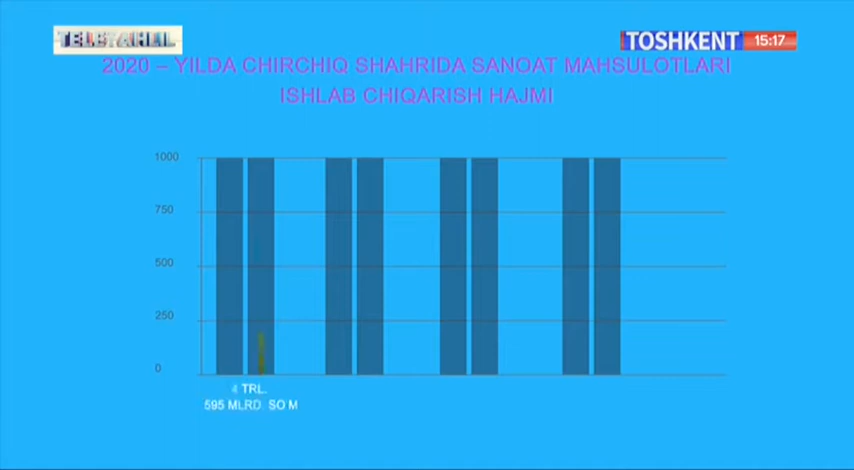 TELETAHLIL
TOSHKENT 15:17
2020 – YILDA CHIRCHIQ SHAHRIDA SANOAT MAHSULOTLARI
ISHLAB CHIQARISH HAJMI
1000
750
500
250
0
4 TRL.
595 MLRD. SO'M